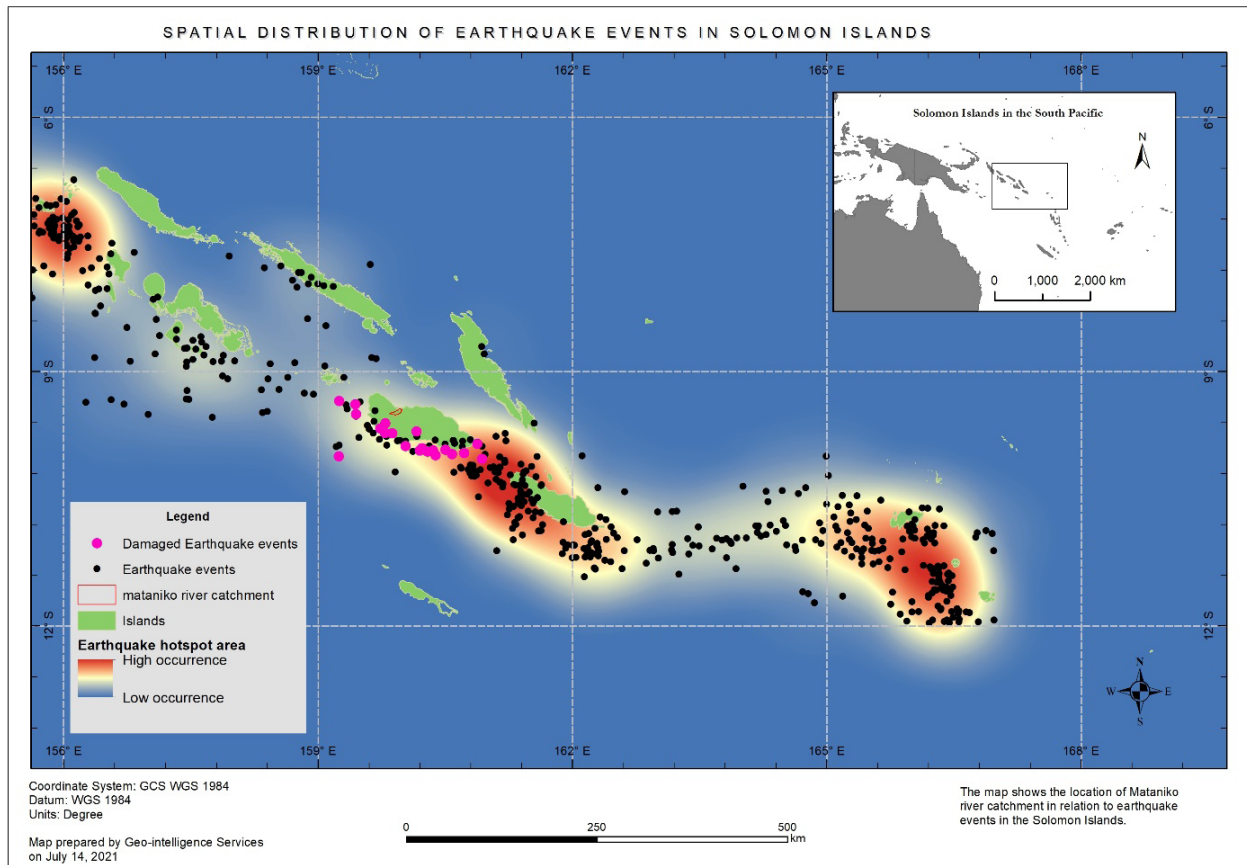 SPATIAL DISTRIBUTION OF EARTHQUAKE EVENTS IN SOLOMON ISLANDS
156° E
159° E
162° E
165° E
168° E
6° S
6° S
Solomon Islands in the South Pacific
N
0 1,000 2,000 km
9° S
9° S
Legend
Damaged Earthquake events
Earthquake events
mataniko river catchment
Islands
Earthquake hotspot area
High occurrence
Low occurrence
12° S
12° S
N
W E
S
156° E
159° E
162° E
165° E
168° E
Coordinate System: GCS WGS 1984
Datum: WGS 1984
Units: Degree
Map prepared by Geo-intelligence Services
on July 14, 2021
0 250 500
km
The map shows the location of Mataniko
river catchment in relation to earthquake
events in the Solomon Islands.